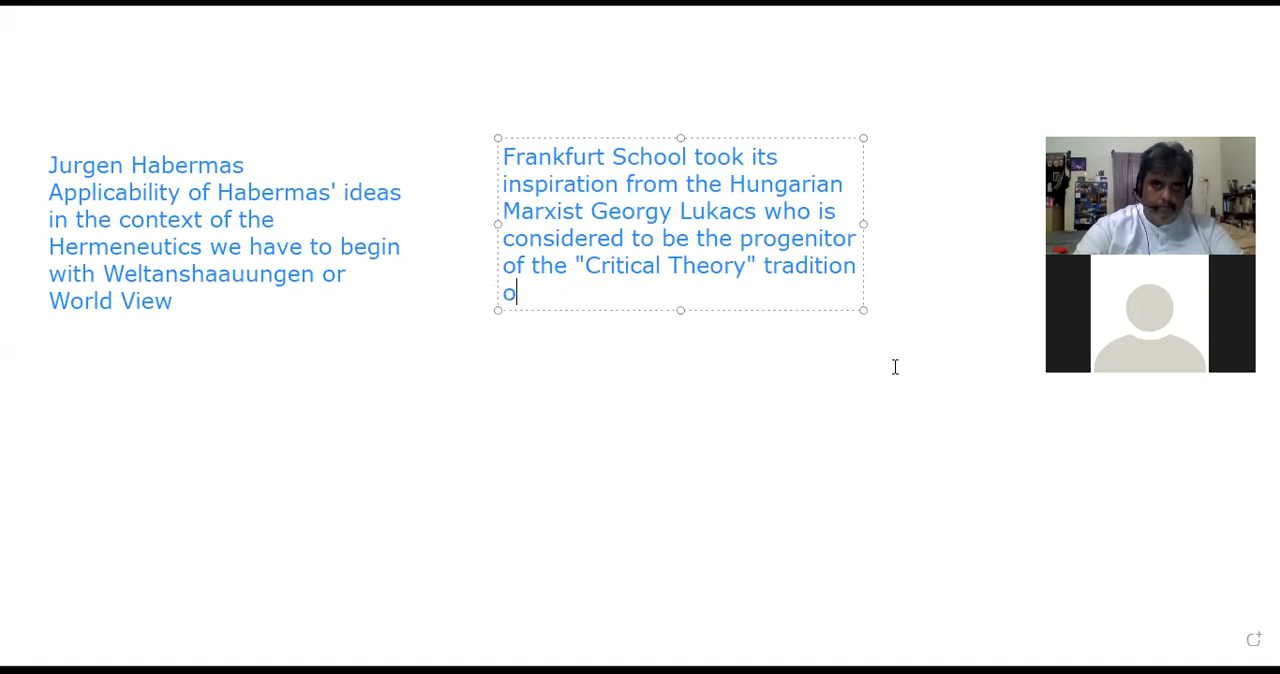 Jurgen Habermas
Applicability of Habermas' ideas
in the context of the
Hermeneutics we have to begin
with Weltanshaauungen or
World View
Frankfurt School took its
inspiration from the Hungarian
Marxist Georgy Lukacs who is
considered to be the progenitor
of the "Critical Theory" tradition
o